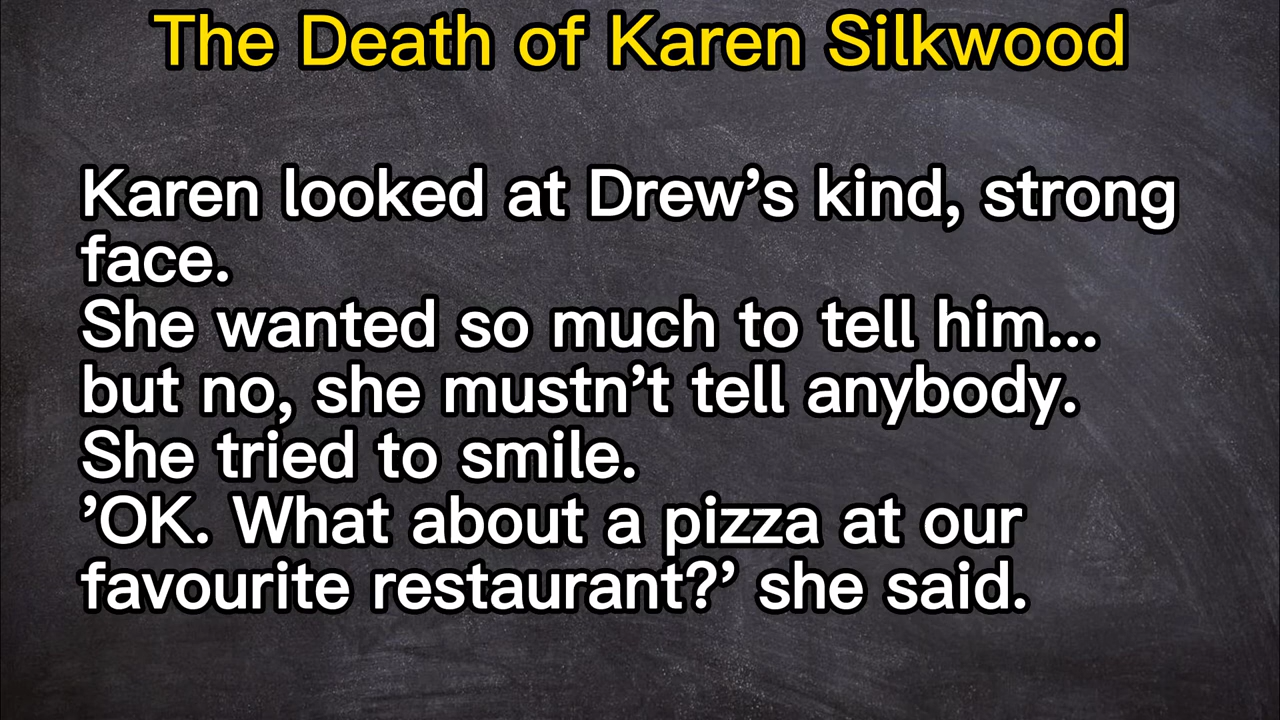 The Death of Karen Silkwood
Karen looked at Drew’s kind, strong
face.
She wanted so much to tell him...
but no, she mustn’t tell anybody.
She tried to smile.
’OK. What about a pizza at our
favourite restaurant?’ she said.